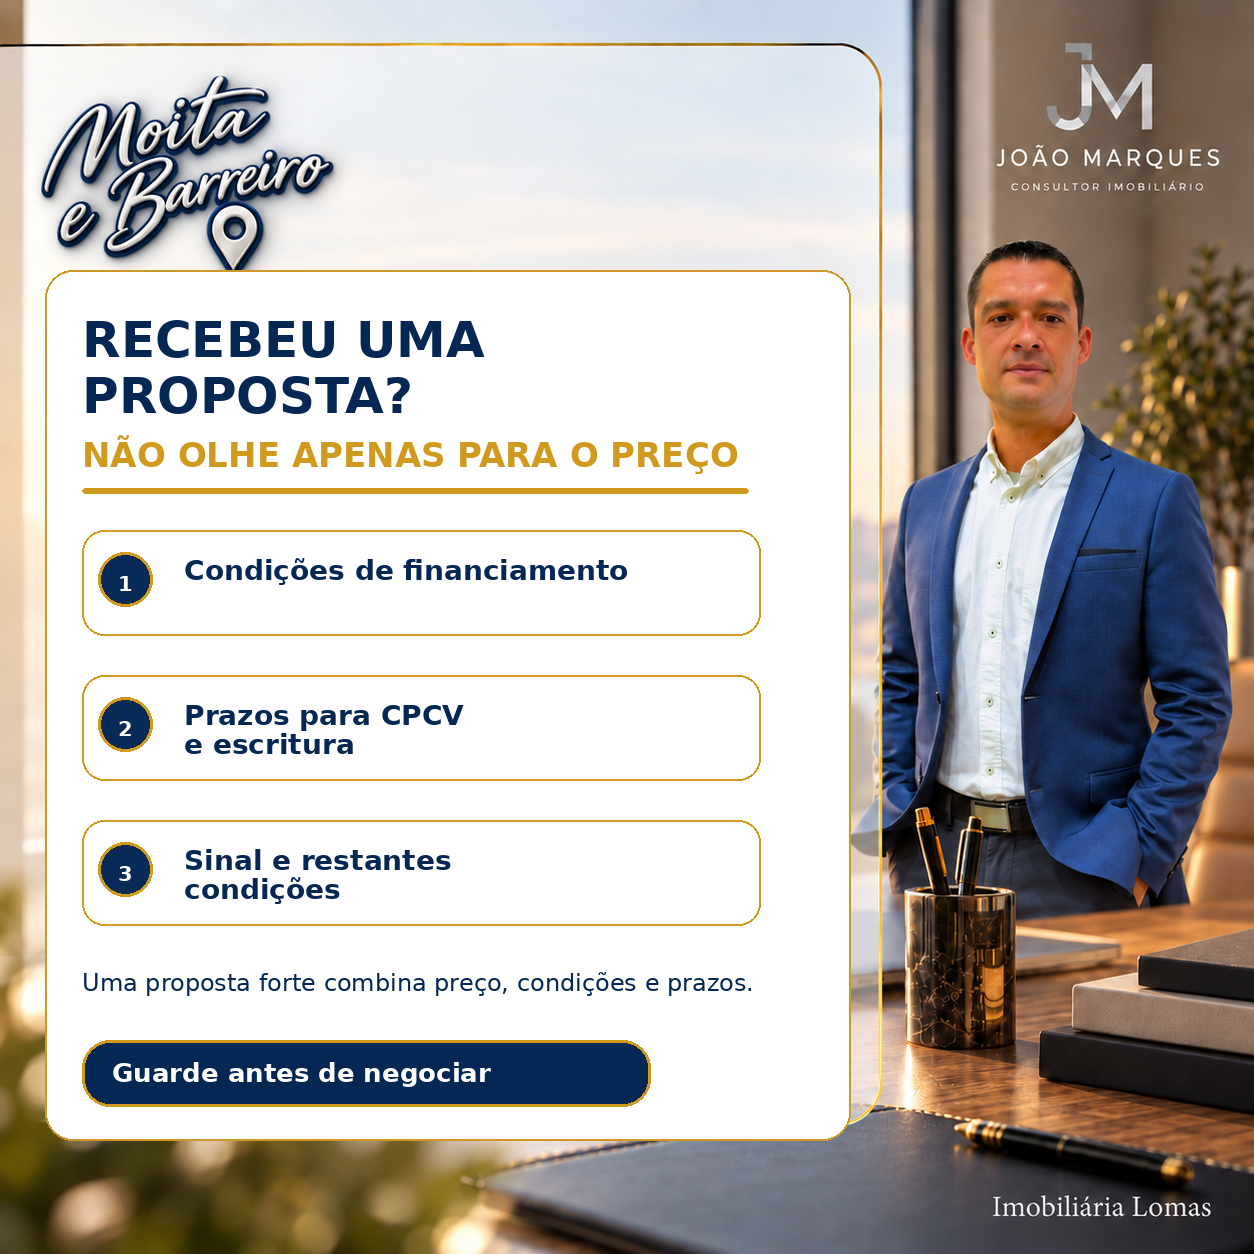 Moita
e Barreiro
JM
JOÃO MARQUES
CONSULTOR IMOBILIÁRIO
RECEBEU UMA
PROPOSTA?
NÃO OLHE APENAS PARA O PREÇO
1
Condições de financiamento
2
Prazos para CPCV
e escritura
3
Sinal e restantes
condições
Uma proposta forte combina preço, condições e prazos.
Guarde antes de negociar
Imobiliária Lomas